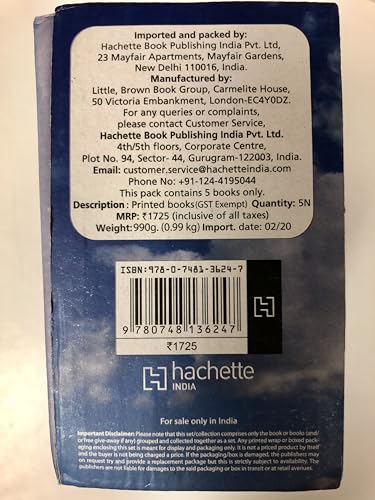 Imported and packed by:
Hachette Book Publishing India Pvt. Ltd,
23 Mayfair Apartments, Mayfair Gardens,
New Delhi 110016, India.
Manufactured by:
Little, Brown Book Group, Carmelite House,
50 Victoria Embankment, London-EC4Y0DZ.
For any queries or complaints,
please contact Customer Service,
Hachette Book Publishing India Pvt. Ltd.
4th/5th floors, Corporate Centre,
Plot No. 94, Sector- 44, Gurugram-122003, India.
Email: customer.service@hachetteindia.com
Phone No: +91-124-4195044
This pack contains 5 books only.
Description : Printed books(GST Exempt) Quantity: 5N
MRP: ₹1725 (inclusive of all taxes)
Weight:990g. (0.99 kg) Import. date: 02/20
ISBN:978-0-7481-3624-7
9 780748 136247
₹1725
hachette
INDIA
For sale only in India
Important Disclaimer: Please note that this set/collection comprises only the book or books (and/
or free give-away if any) grouped and collected together as a set. Any printed wrap or boxed pack-
aging enclosing this set is meant for display and packaging only. It is not priced by itself
and the buyer is not being charged a price for it. If the packaging/box is damaged, the publishers may
on request try and provide a replacement package but this is strictly subject to availability. The
publishers are not liable for damages to the said packaging or box in transit or at retail avenues.